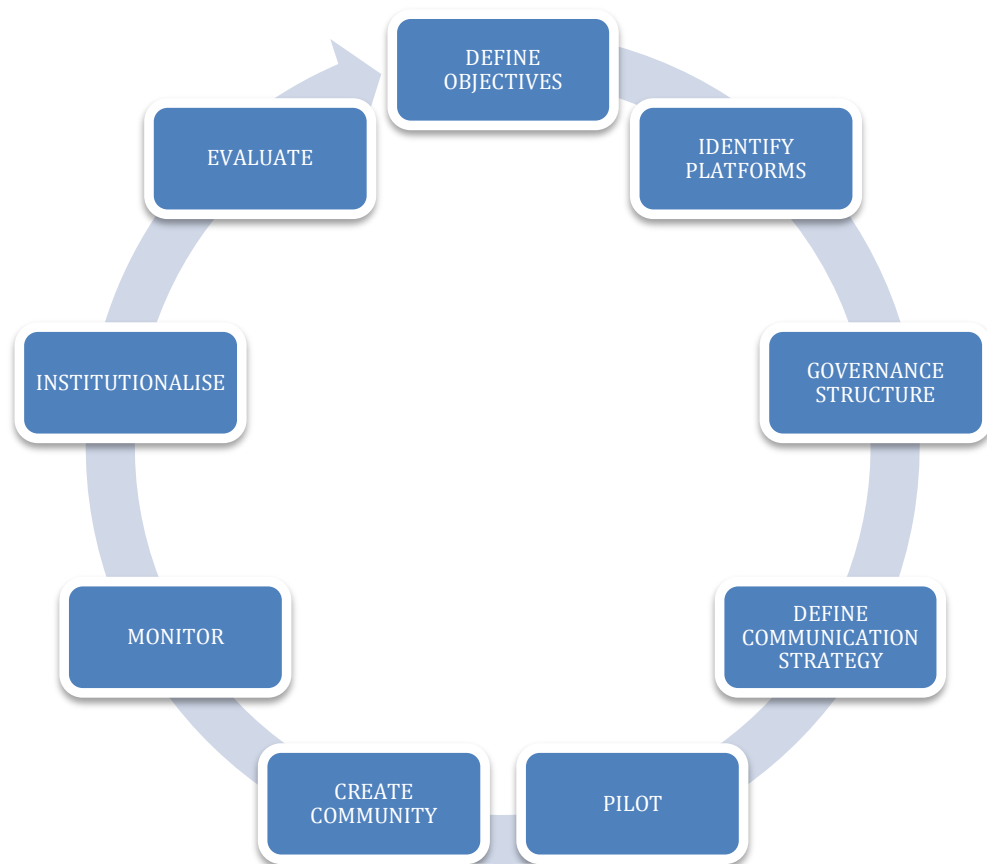 DEFINE
OBJECTIVES
IDENTIFY
PLATFORMS
GOVERNANCE
STRUCTURE
DEFINE
COMMUNICATION
STRATEGY
PILOT
CREATE
COMMUNITY
MONITOR
INSTITUTIONALISE
EVALUATE